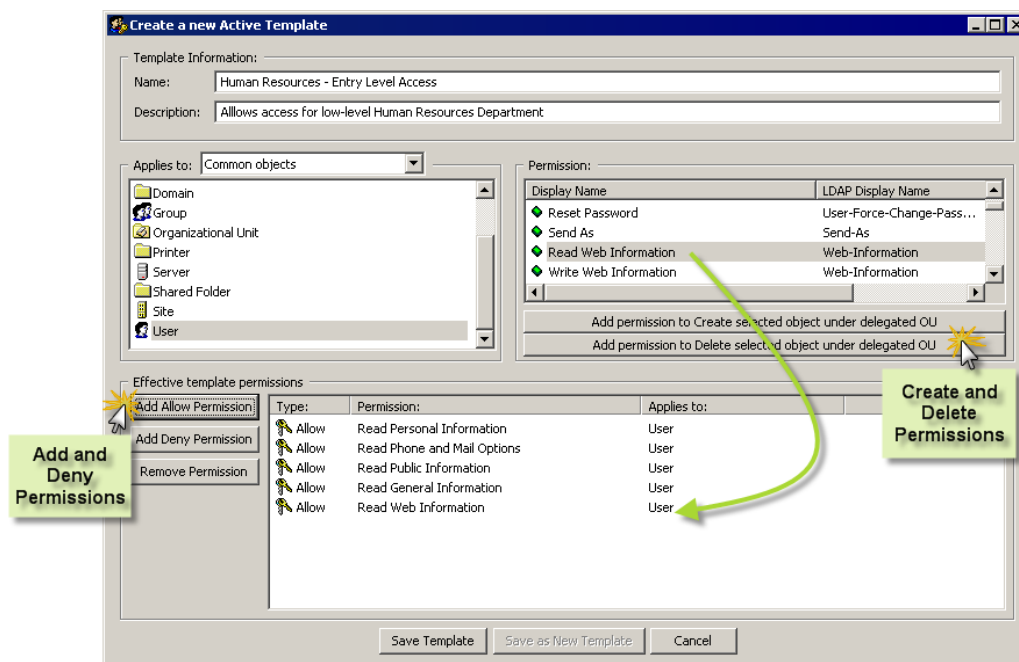 Create a new Active Template
Template Information:
Name: Human Resources - Entry Level Access
Description: Alllows access for low-level Human Resources Department
Applies to: Common objects
Domain
Group
Organizational Unit
Printer
Server
Shared Folder
Site
User
Permission:
Display Name LDAP Display Name
Reset Password User-Force-Change-Pass...
Send As Send-As
Read Web Information Web-Information
Write Web Information Web-Information
Add permission to Create selected object under delegated OU
Add permission to Delete selected object under delegated OU
Create and
Delete
Permissions
Effective template permissions
Add Allow Permission
Add Deny Permission
Remove Permission
Add and
Deny
Permissions
Type: Permission: Applies to:
Allow Read Personal Information User
Allow Read Phone and Mail Options User
Allow Read Public Information User
Allow Read General Information User
Allow Read Web Information User
Save Template Save as New Template Cancel